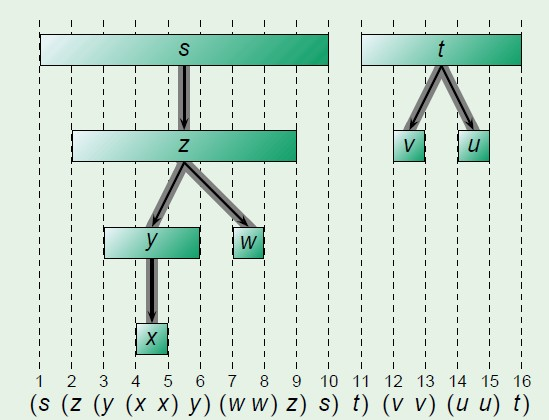 s t
z v u
y w
x
1 2 3 4 5 6 7 8 9 10 11 12 13 14 15 16
(s (z (y (x x) y) (w w) z) s) t) (v v) (u u) t)